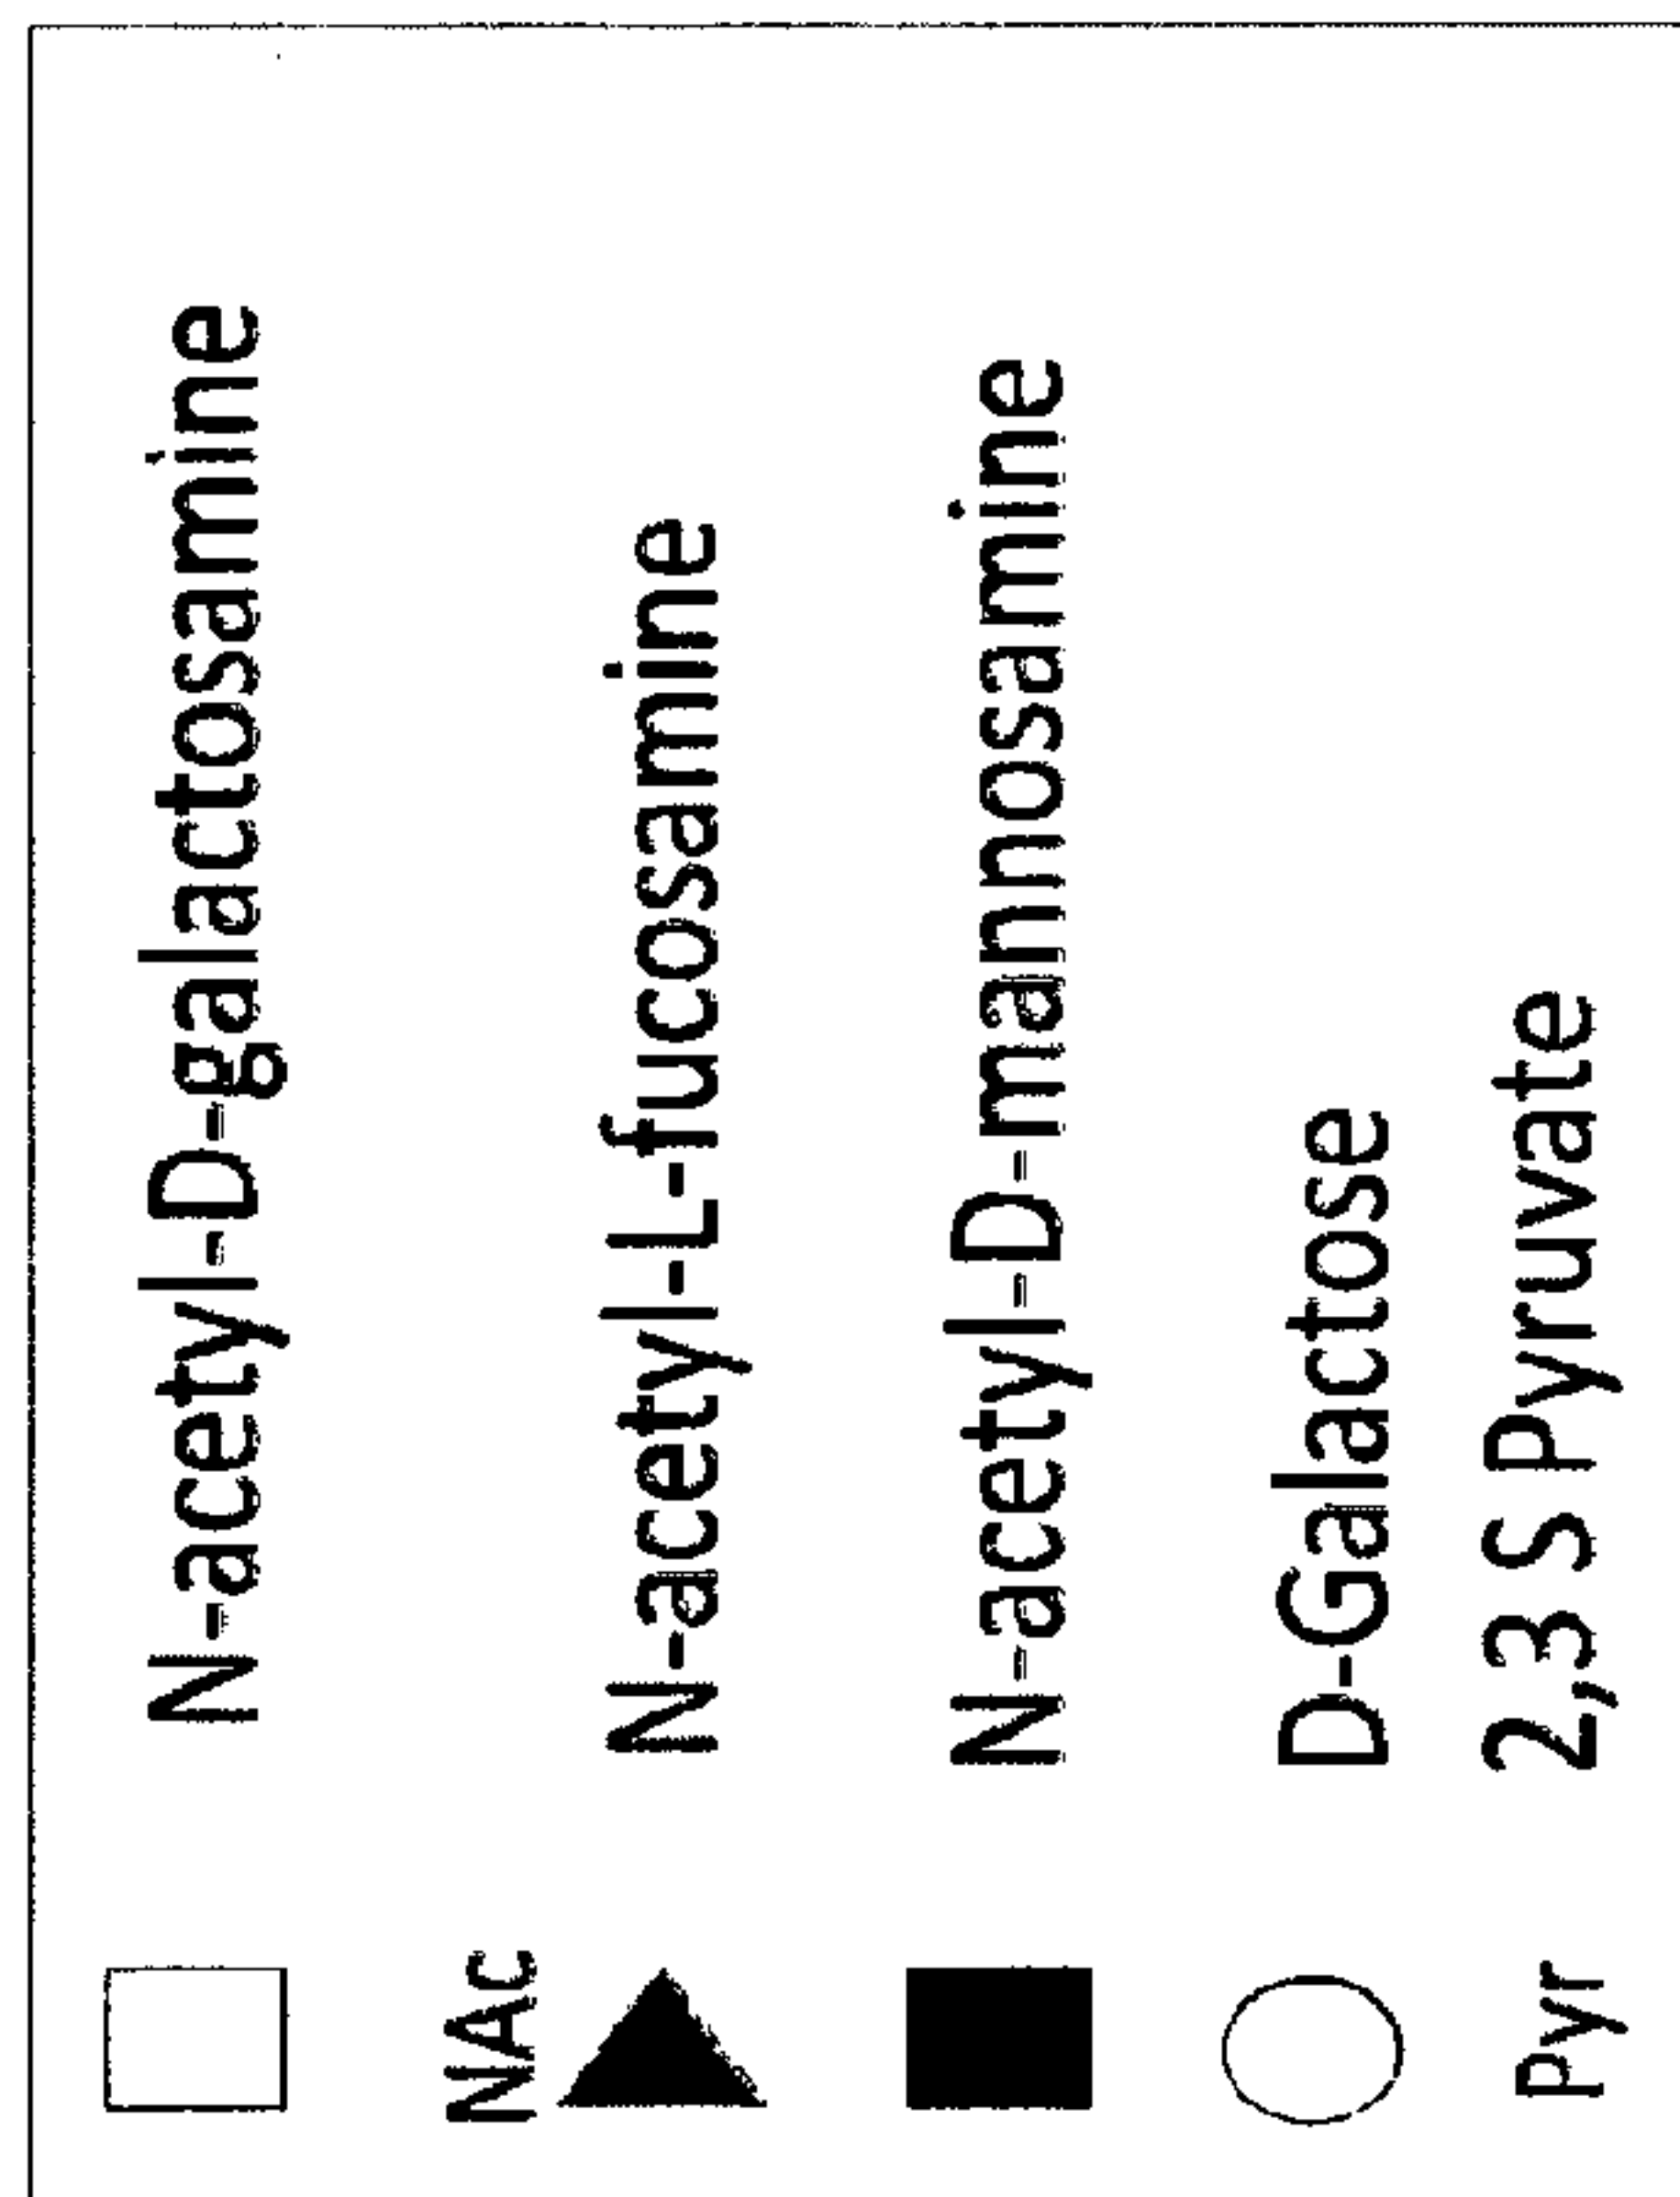 N-acetyl-D-galactosamine
NAc
N-acetyl-L-fucosamine
N-acetyl-D-mannosamine
D-Galactose
Pyr 2,3 S Pyruvate